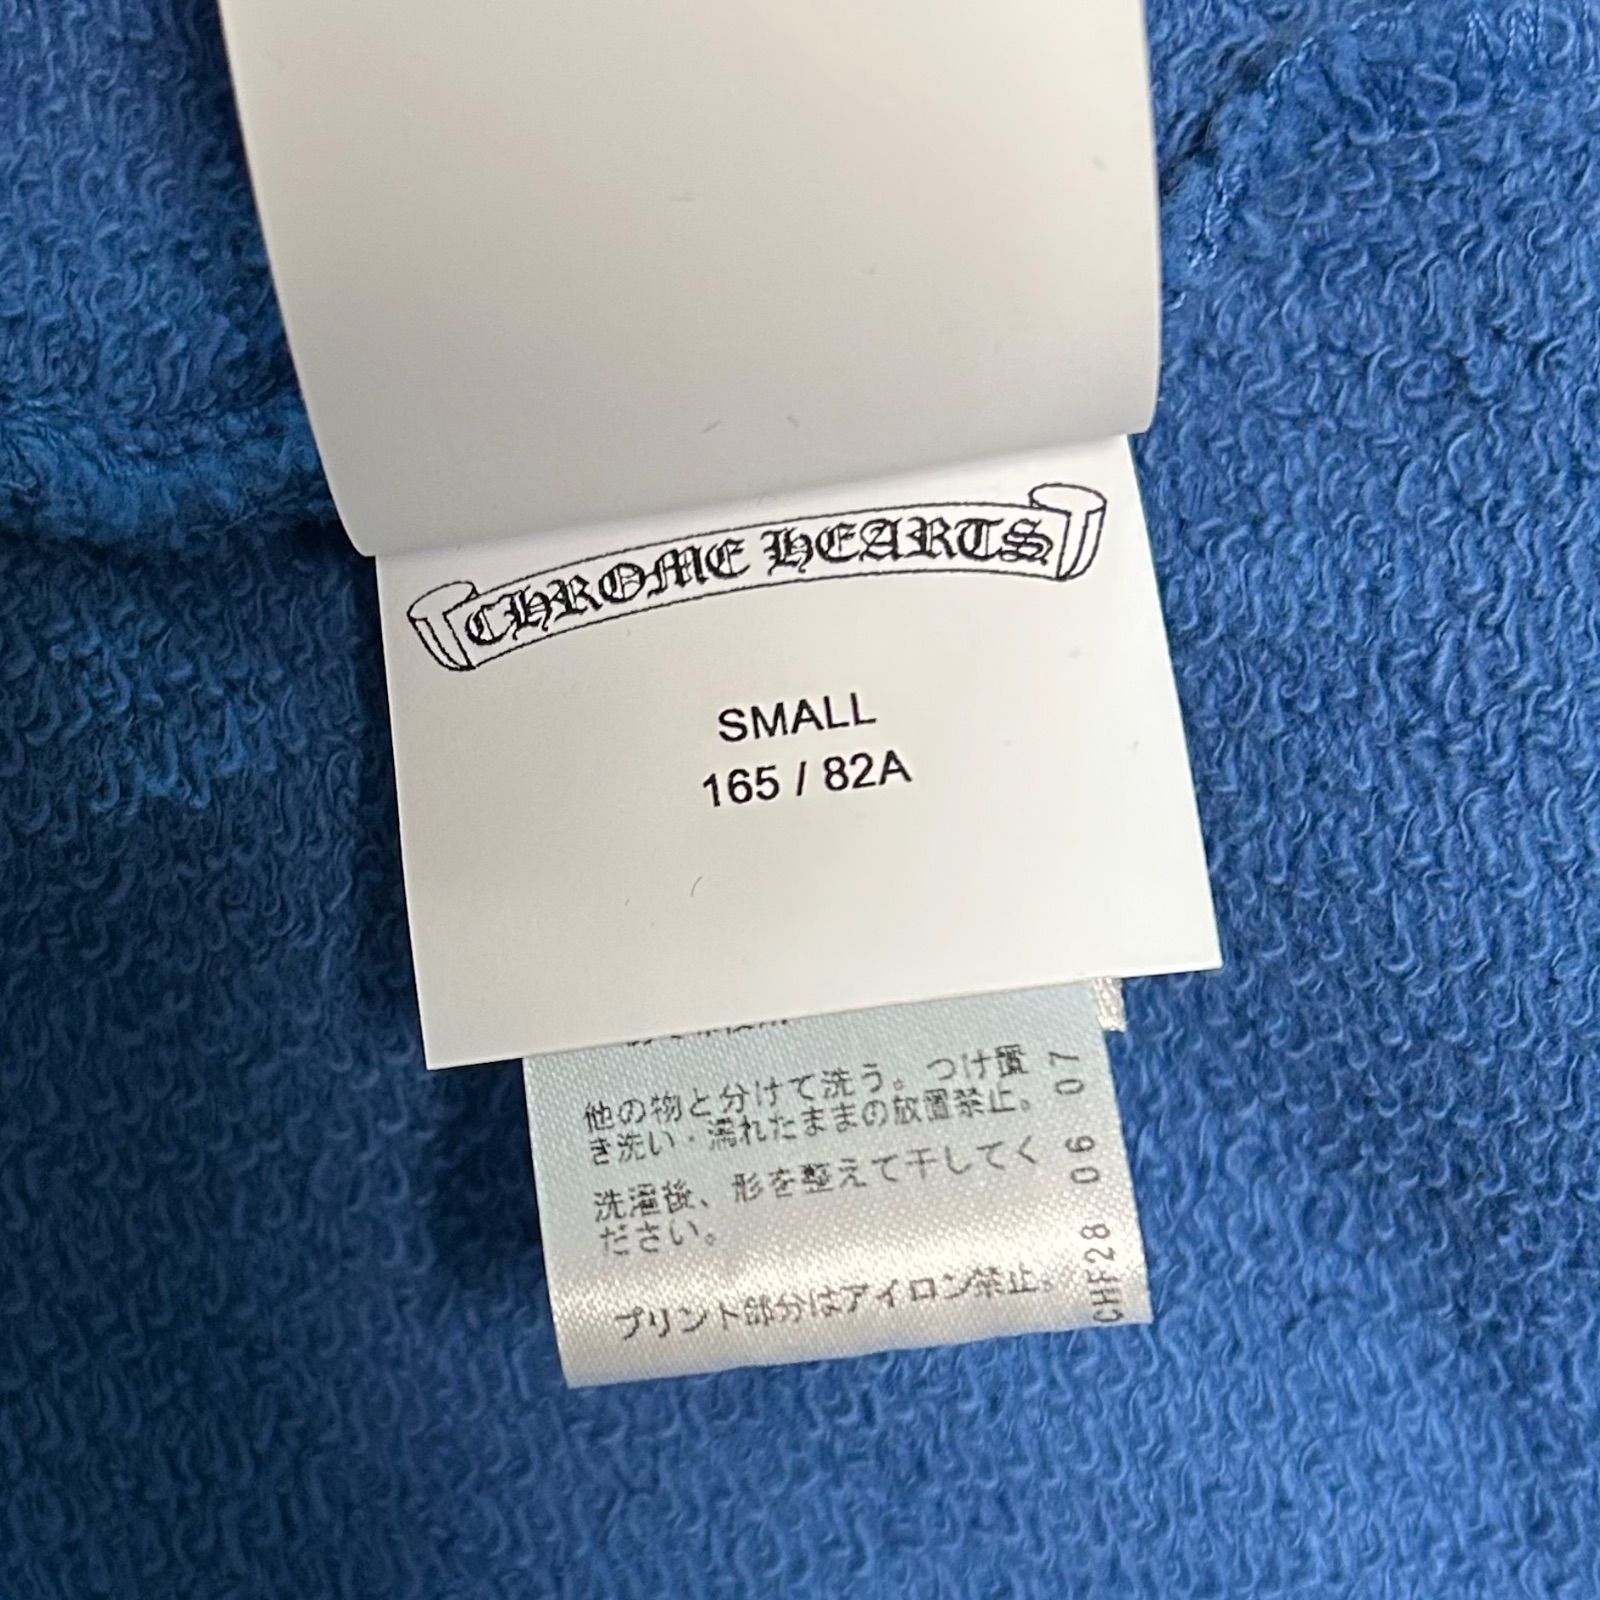 CHROME HEARTS
SMALL
165 / 82A
他の物と分けて洗う。つけ置
き洗い・濡れたままの放置禁止。
洗濯後、形を整えて干してく
ださい。
プリント部分はアイロン禁止。
CHF28 06 07